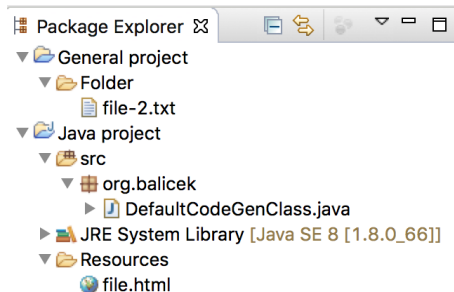 Package Explorer
General project
Folder
file-2.txt
Java project
src
org.balicek
DefaultCodeGenClass.java
JRE System Library [Java SE 8 [1.8.0_66]]
Resources
file.html